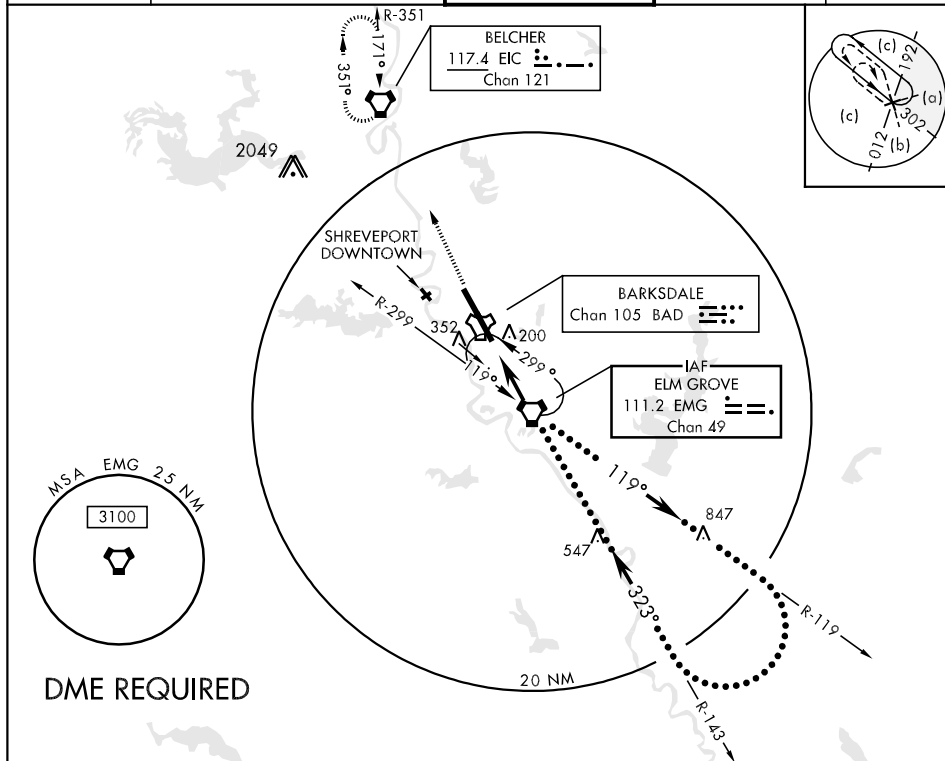 R-351
171°
351°
BELCHER
117.4 EIC
Chan 121
(c)
192
(a)
302
(c)
(b)
012
2049
SHREVEPORT
DOWNTOWN
R-299
352
200
299°
119°
BARKSDALE
Chan 105 BAD
IAF
ELM GROVE
111.2 EMG
Chan 49
119°
847
547
323°
R-119
R-143
20 NM
MSA EMG 25 NM
3100
DME REQUIRED